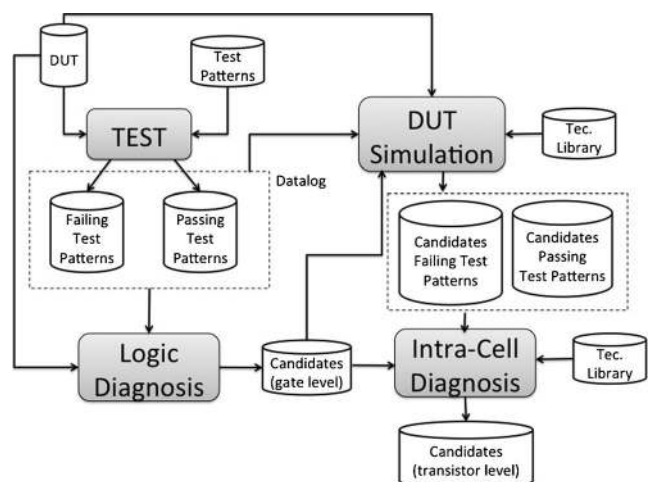 DUT
Test
Patterns
TEST
DUT
Simulation
Tec.
Library
Datalog
Failing
Test
Patterns
Passing
Test
Patterns
Candidates
Failing Test
Patterns
Candidates
Passing
Test Patterns
Logic
Diagnosis
Candidates
(gate level)
Intra-Cell
Diagnosis
Tec.
Library
Candidates
(transistor level)